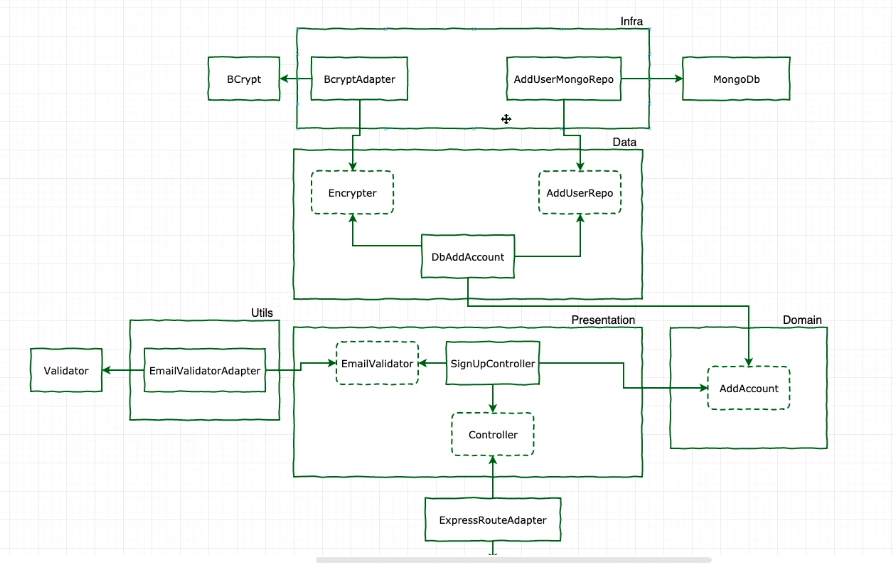 Infra
BCrypt
BcryptAdapter
AddUserMongoRepo
MongoDb
Data
Encrypter
AddUserRepo
DbAddAccount
Utils
Presentation
Domain
Validator
EmailValidatorAdapter
EmailValidator
SignUpController
AddAccount
Controller
ExpressRouteAdapter